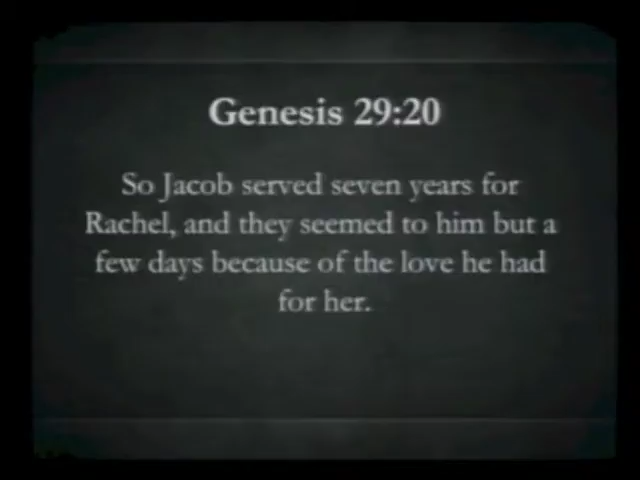 Genesis 29:20
So Jacob served seven years for
Rachel, and they seemed to him but a
few days because of the love he had
for her.